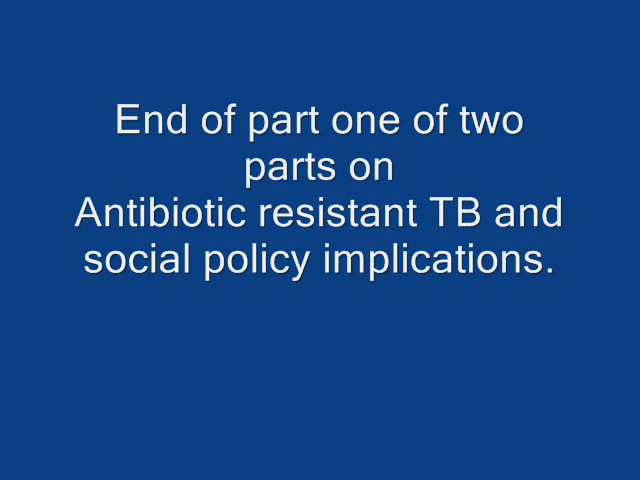 End of part one of two
parts on
Antibiotic resistant TB and
social policy implications.